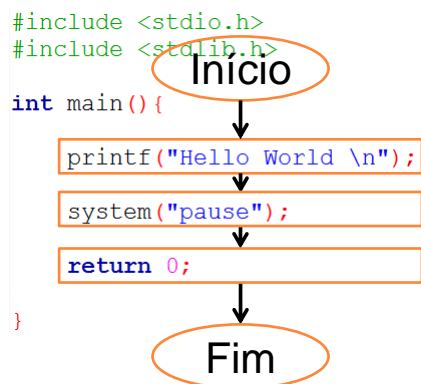 #include <stdio.h>
#include <stdlib.h>
Início
int main(){
printf("Hello World \n");
system("pause");
return 0;
}
Fim